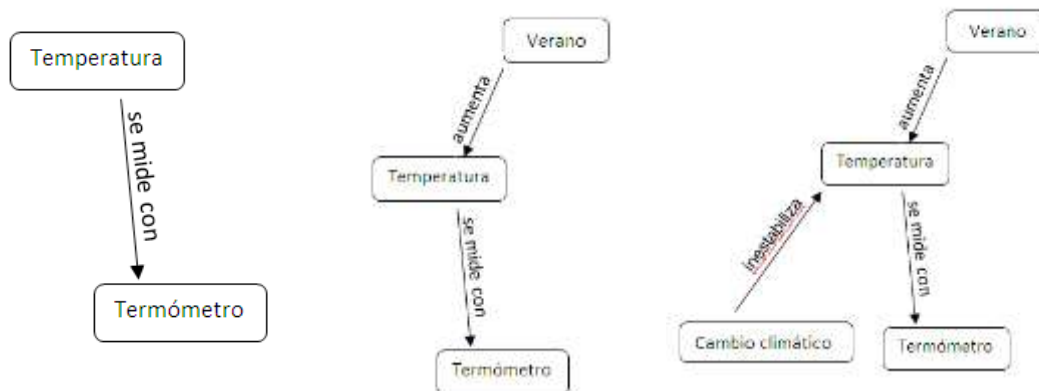 Temperatura
se mide con
Termómetro
Verano
aumenta
Temperatura
se mide con
Termómetro
Verano
aumenta
Temperatura
inestabiliza
se mide con
Cambio climático
Termómetro